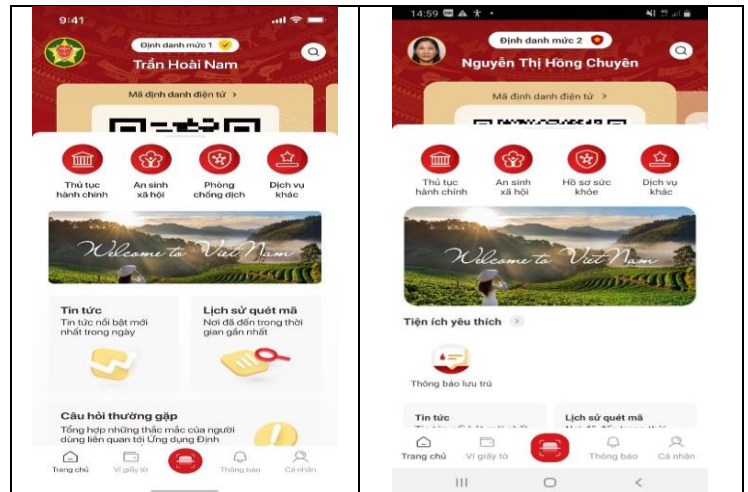 9:41
Định danh mức 1
Trần Hoài Nam
Mã định danh điện tử >
Thủ tục
hành chính
An sinh
xã hội
Phòng
chống dịch
Dịch vụ
khác
Welcome to Viet Nam
Tin tức
Tin tức nổi bật mới
nhất trong ngày
Lịch sử quét mã
Nơi đã đến trong thời
gian gần nhất
Câu hỏi thường gặp
Tổng hợp những thắc mắc của người
dùng liên quan tới Ứng dụng Định
Trang chủ
Ví giấy tờ
Thông báo
Cá nhân
14:59
Định danh mức 2
Nguyễn Thị Hồng Chuyên
Mã định danh điện tử >
Thủ tục
hành chính
An sinh
xã hội
Hồ sơ sức
khỏe
Dịch vụ
khác
Welcome to Viet Nam
Tiện ích yêu thích >
Thông báo lưu trú
Tin tức
Lịch sử quét mã
Trang chủ
Ví giấy tờ
Thông báo
Cá nhân